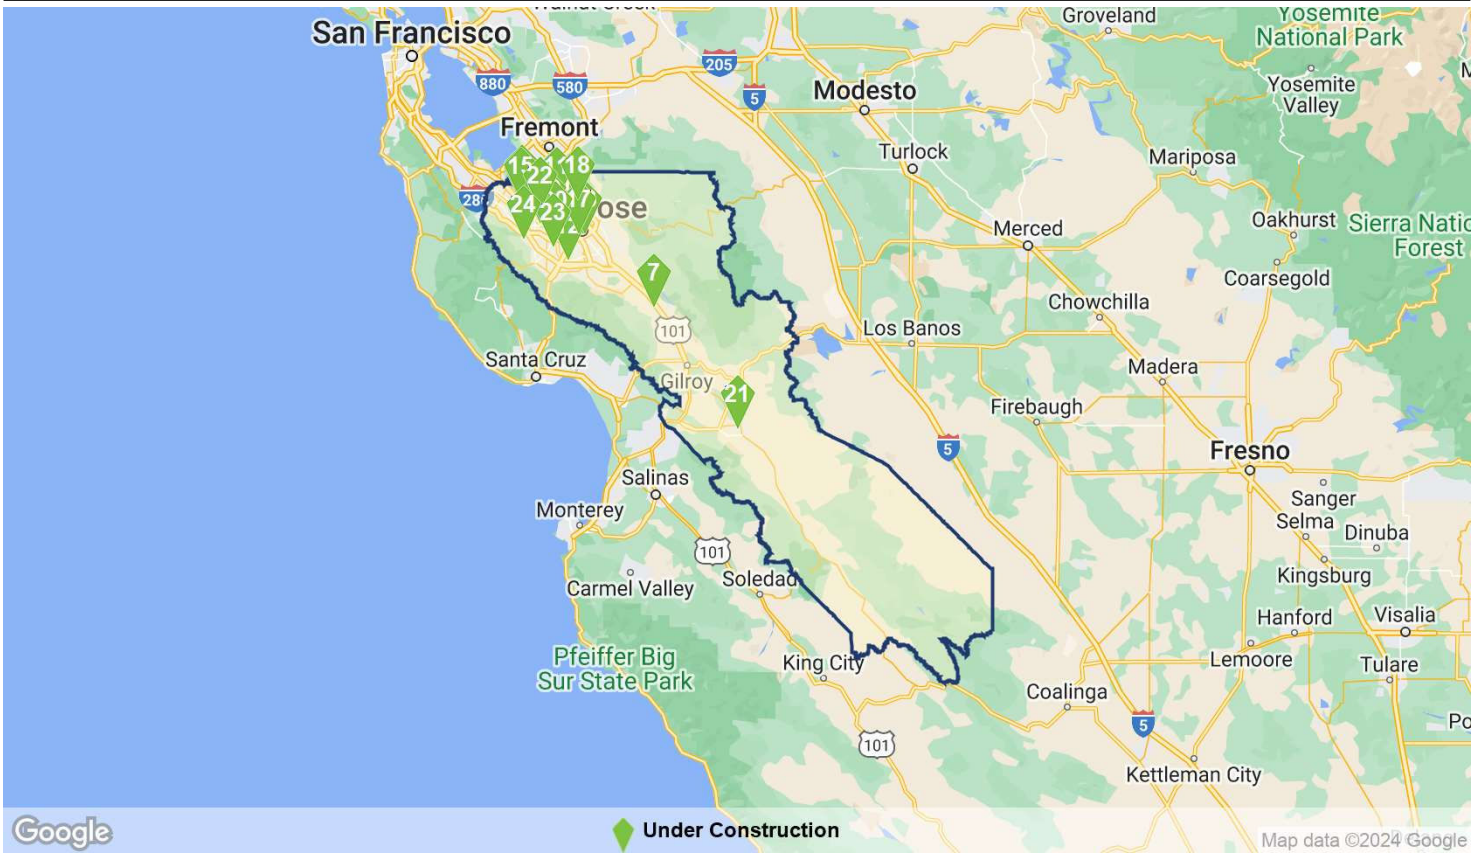 Groveland
Yosemite
National Park
San Francisco
205
880
580
5
Modesto
Yosemite
Valley
Fremont
Turlock
Mariposa
15
18
22
24
23
17
ose
Merced
Oakhurst
Sierra Natio
Forest
Coarsegold
7
Chowchilla
101
Los Banos
Santa Cruz
Gilroy
Madera
21
Firebaugh
5
Fresno
Salinas
Sanger
Monterey
Selma
Dinuba
101
Soledad
Carmel Valley
Kingsburg
Hanford
Visalia
Pfeiffer Big
Sur State Park
King City
Lemoore
Tulare
Coalinga
5
101
Kettleman City
Google
Under Construction
Map data ©2024 Google